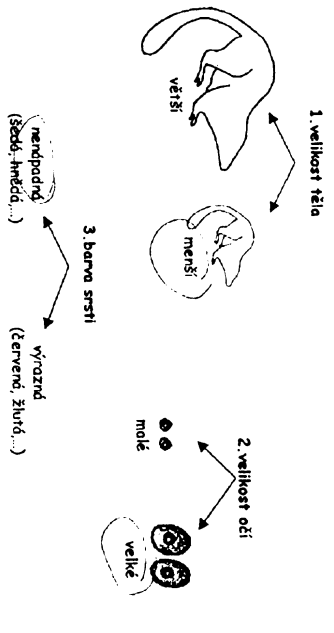 1.velikost těla
větší
menší
2.velikost očí
malé
velké
3.barva srsti
nenápadná
(šedá, hnědá,...)
výrazná
(červená, žlutá,...)